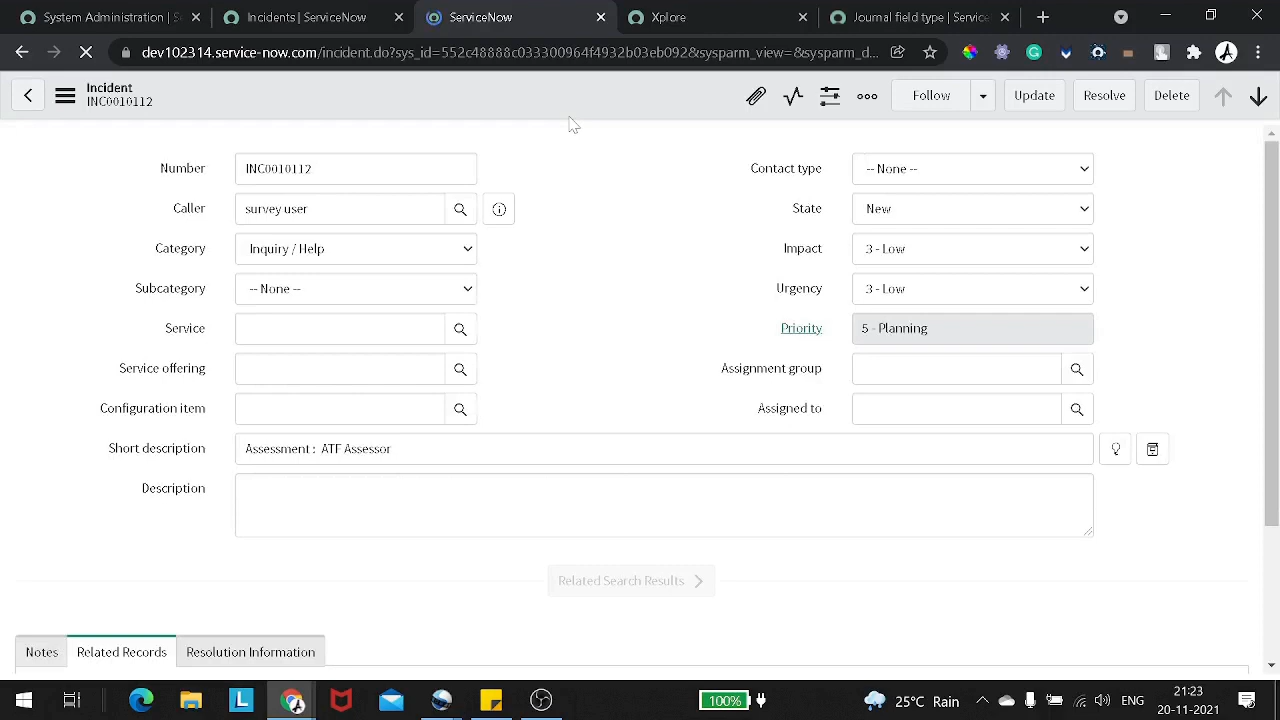 System Administration | S
Incidents | ServiceNow
ServiceNow
Xplore
Journal field type | Service
dev102314.service-now.com/incident.do?sys_id=552c48888c033300964f4932b03eb092&sysparm_view=&sysparm_d...
Incident
INC0010112
Follow
Update
Resolve
Delete
Number
INC0010112
Contact type
-- None --
Caller
survey user
State
New
Category
Inquiry / Help
Impact
3 - Low
Subcategory
-- None --
Urgency
3 - Low
Service
Priority
5 - Planning
Service offering
Assignment group
Configuration item
Assigned to
Short description
Assessment : ATF Assessor
Description
Related Search Results
Notes
Related Records
Resolution Information
100%
25°C Rain
ENG
21:23
20-11-2021